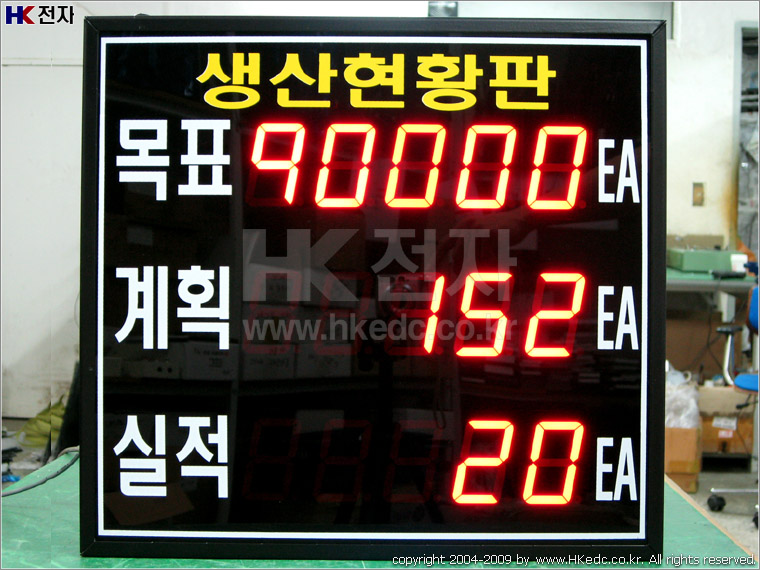 HK전자
생산현황판
목표 90000 EA
HK전자
계획 152 EA
www.hkedc.co.kr
실적 20 EA
copyright 2004-2009 by www.HKedc.co.kr. All rights reserved.